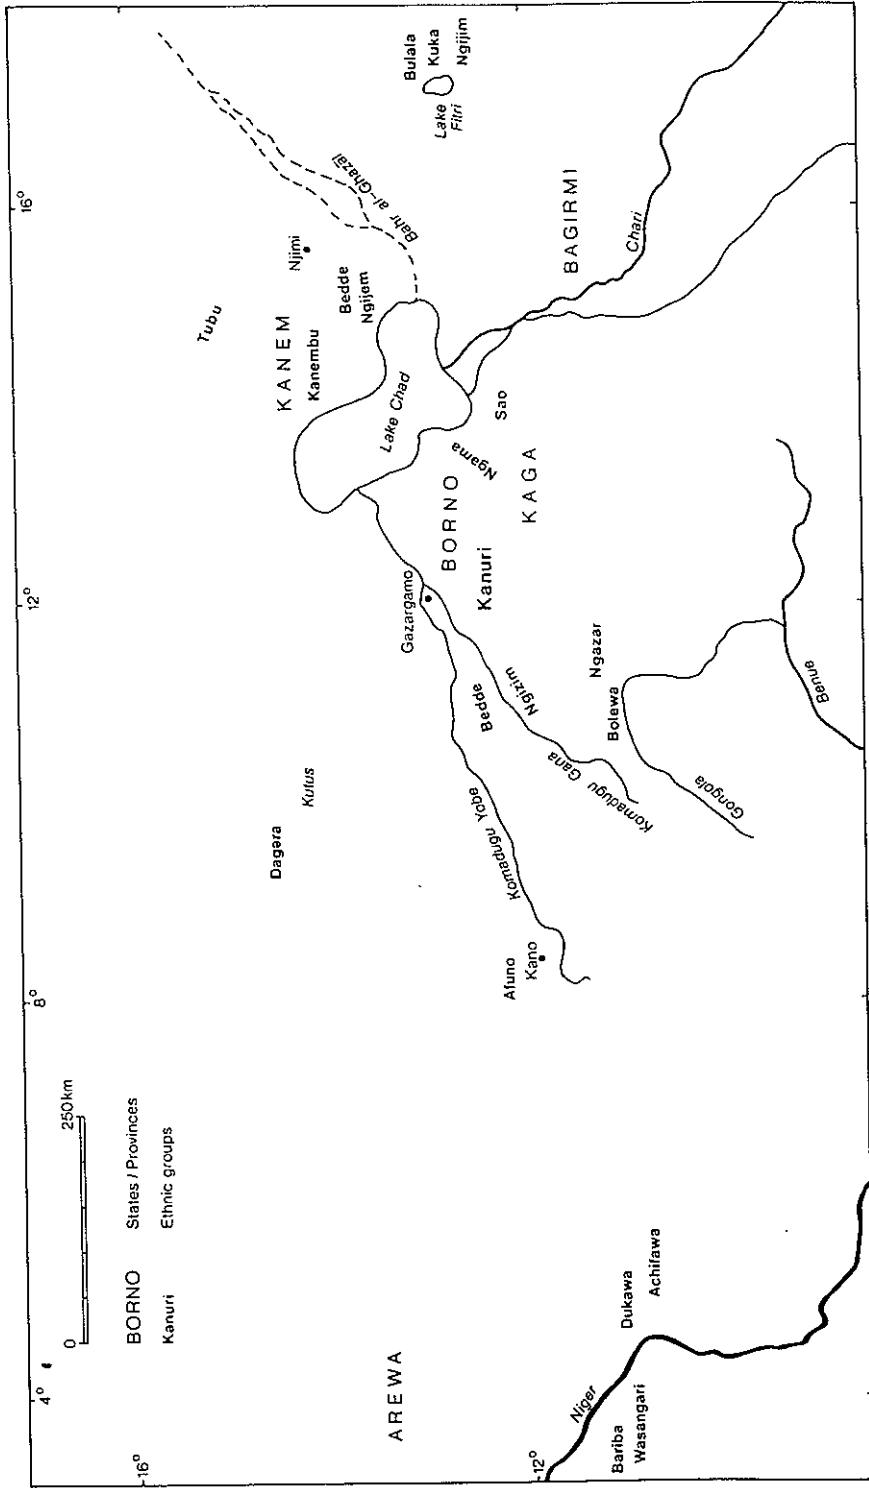 4°
8°
12°
16°
0
250km
BORNO
States / Provinces
Kanuri
Ethnic groups
16°
12°
Tubu
KANEM
Kanembu
Njimi
Bedde
Ngijem
Bahr al-Ghazāl
Bulala
Kuka
Ngijim
Lake
Fitri
Dagəra
Kutus
Lake Chad
AREWA
Gazargamo
BORNO
Kanuri
Ngama
Sao
KAGA
BAGIRMI
Chari
Komadugu Yobe
Bedde
Ngizim
Komadugu Gana
Afuno
Kano
Ngazar
Bolewa
Gongola
Benue
Niger
Bariba
Wasangari
Dukawa
Achifawa